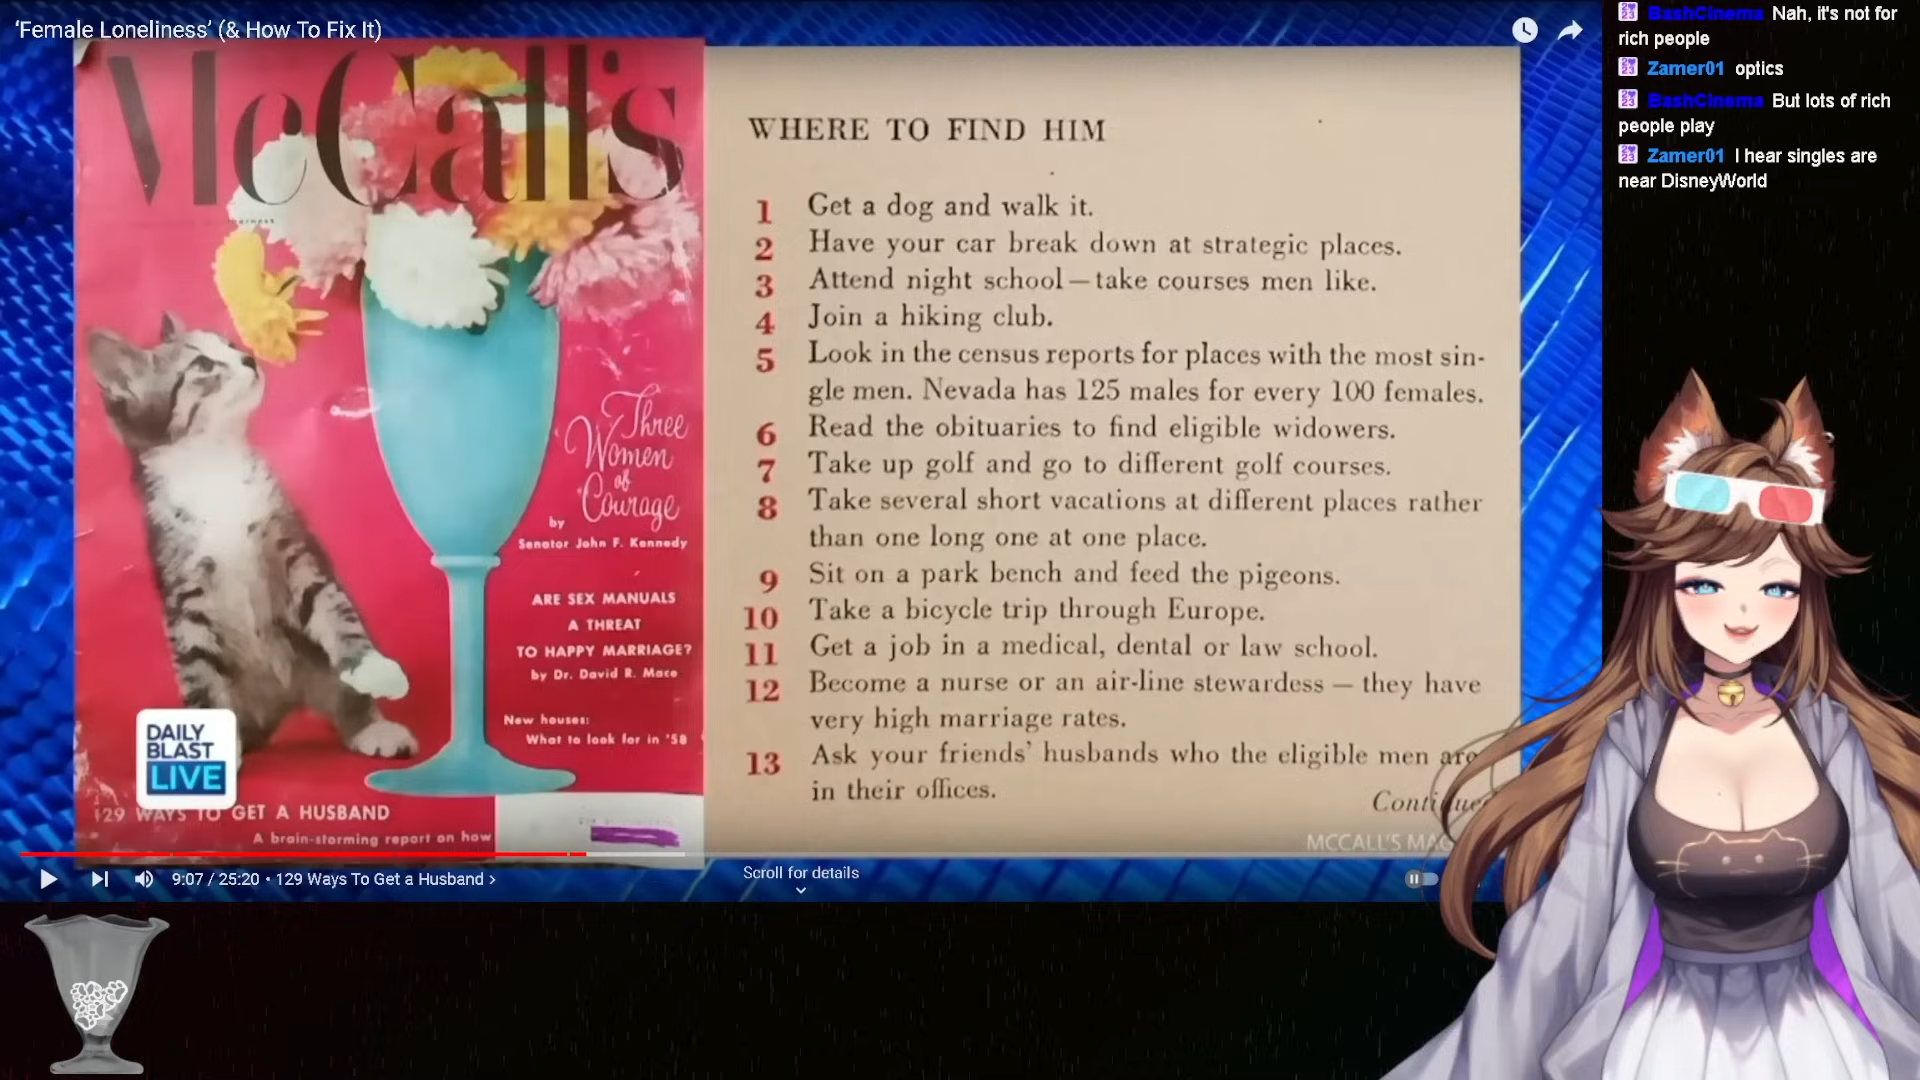 'Female Loneliness' (& How To Fix It)
McCall's
Three
Women
of
Courage
by
Senator John F. Kennedy
ARE SEX MANUALS
A THREAT
TO HAPPY MARRIAGE?
by Dr. David R. Mace
New houses:
What to look for in '58
DAILY
BLAST
LIVE
129 WAYS TO GET A HUSBAND
A brain-storming report on how
WHERE TO FIND HIM
1 Get a dog and walk it.
2 Have your car break down at strategic places.
3 Attend night school — take courses men like.
4 Join a hiking club.
5 Look in the census reports for places with the most sin-
gle men. Nevada has 125 males for every 100 females.
6 Read the obituaries to find eligible widowers.
7 Take up golf and go to different golf courses.
8 Take several short vacations at different places rather
than one long one at one place.
9 Sit on a park bench and feed the pigeons.
10 Take a bicycle trip through Europe.
11 Get a job in a medical, dental or law school.
12 Become a nurse or an air-line stewardess — they have
very high marriage rates.
13 Ask your friends' husbands who the eligible men are
in their offices.
MCCALL'S
9:07 / 25:20 • 129 Ways To Get a Husband >
Scroll for details
BashCinema Nah, it's not for
rich people
Zamer01 optics
BashCinema But lots of rich
people play
Zamer01 I hear singles are
near DisneyWorld